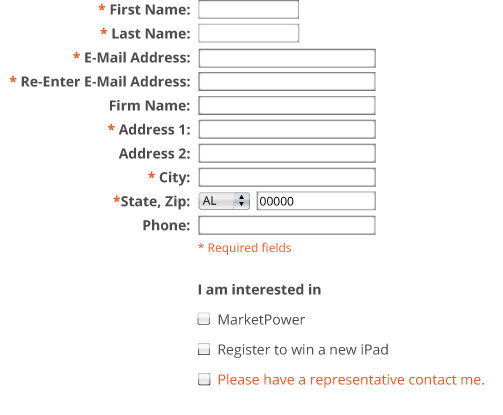 * First Name:
* Last Name:
* E-Mail Address:
* Re-Enter E-Mail Address:
Firm Name:
* Address 1:
Address 2:
* City:
*State, Zip: AL 00000
Phone:
* Required fields
I am interested in
MarketPower
Register to win a new iPad
Please have a representative contact me.